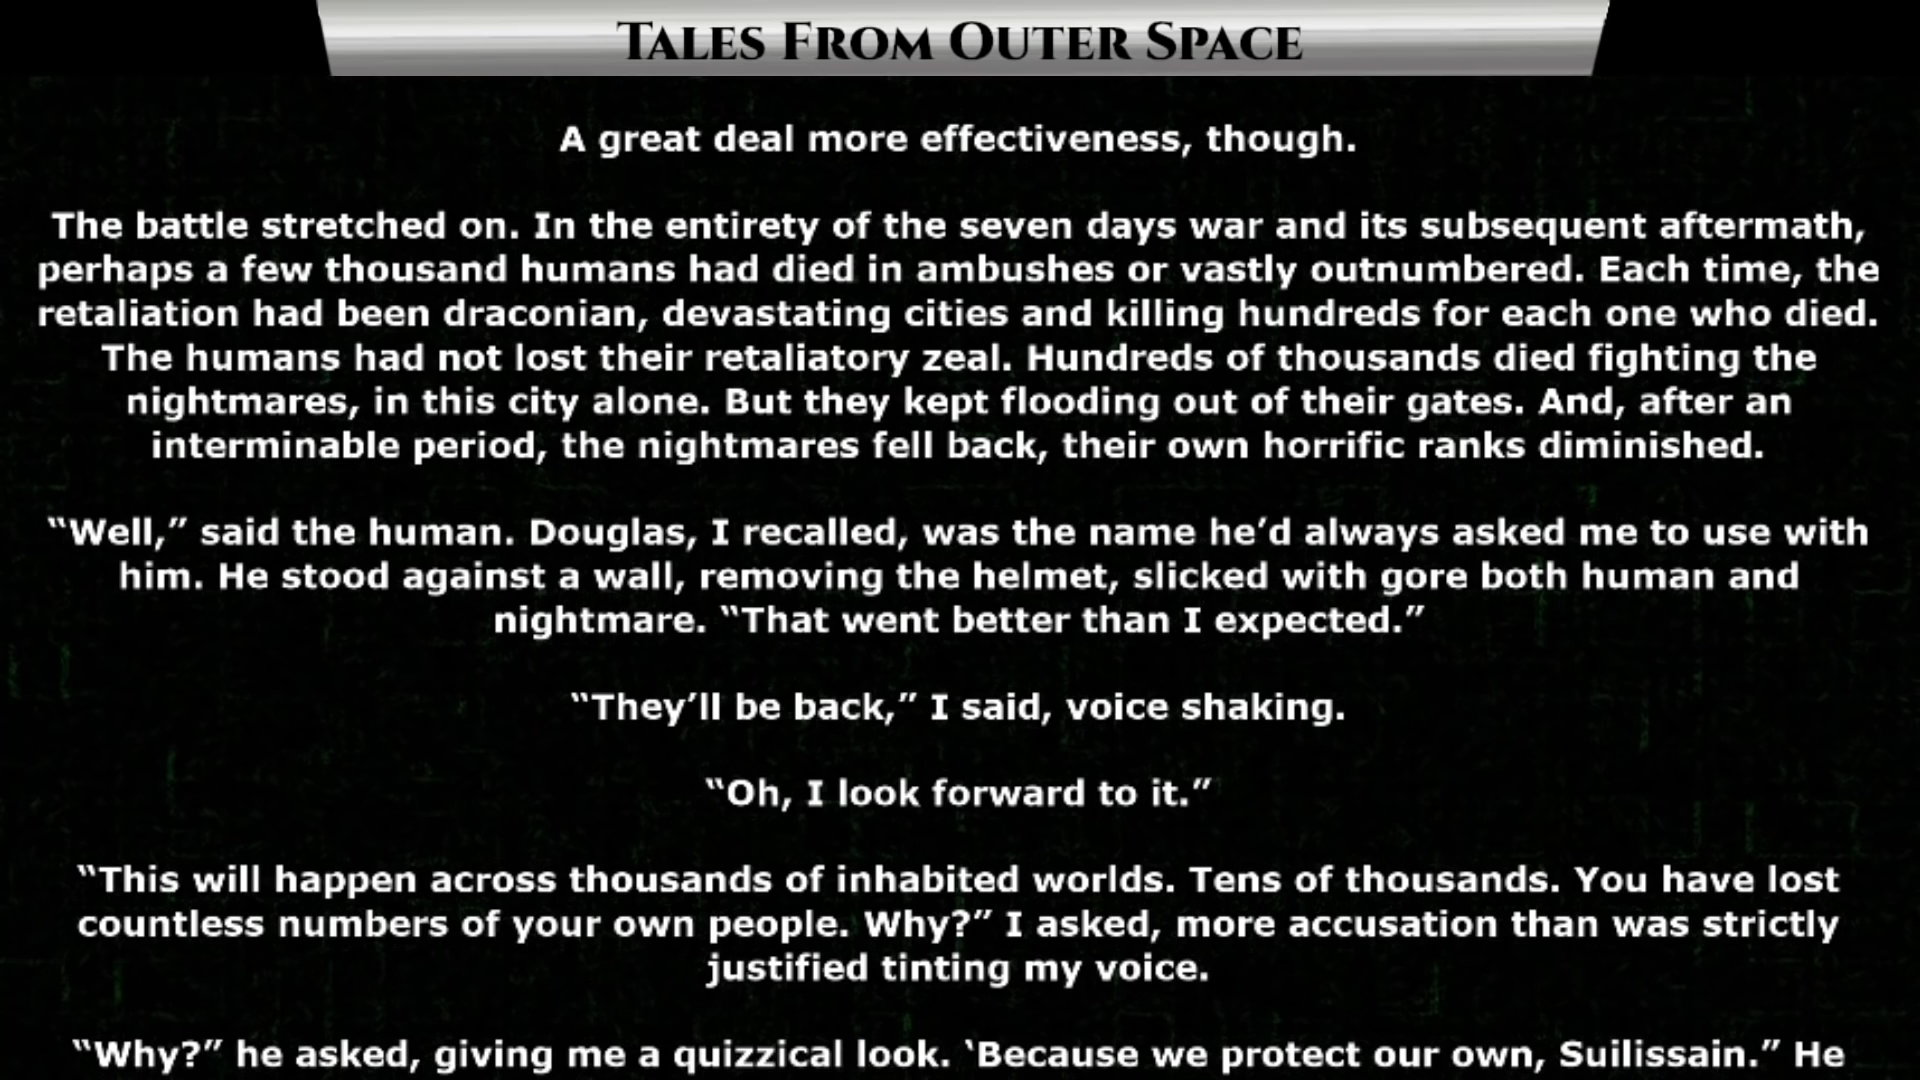 Tales From Outer Space
A great deal more effectiveness, though.
The battle stretched on. In the entirety of the seven days war and its subsequent aftermath,
perhaps a few thousand humans had died in ambushes or vastly outnumbered. Each time, the
retaliation had been draconian, devastating cities and killing hundreds for each one who died.
The humans had not lost their retaliatory zeal. Hundreds of thousands died fighting the
nightmares, in this city alone. But they kept flooding out of their gates. And, after an
interminable period, the nightmares fell back, their own horrific ranks diminished.
“Well,” said the human. Douglas, I recalled, was the name he’d always asked me to use with
him. He stood against a wall, removing the helmet, slicked with gore both human and
nightmare. “That went better than I expected.”
“They’ll be back,” I said, voice shaking.
“Oh, I look forward to it.”
“This will happen across thousands of inhabited worlds. Tens of thousands. You have lost
countless numbers of your own people. Why?” I asked, more accusation than was strictly
justified tinting my voice.
“Why?” he asked, giving me a quizzical look. ‘Because we protect our own, Suilissain.” He